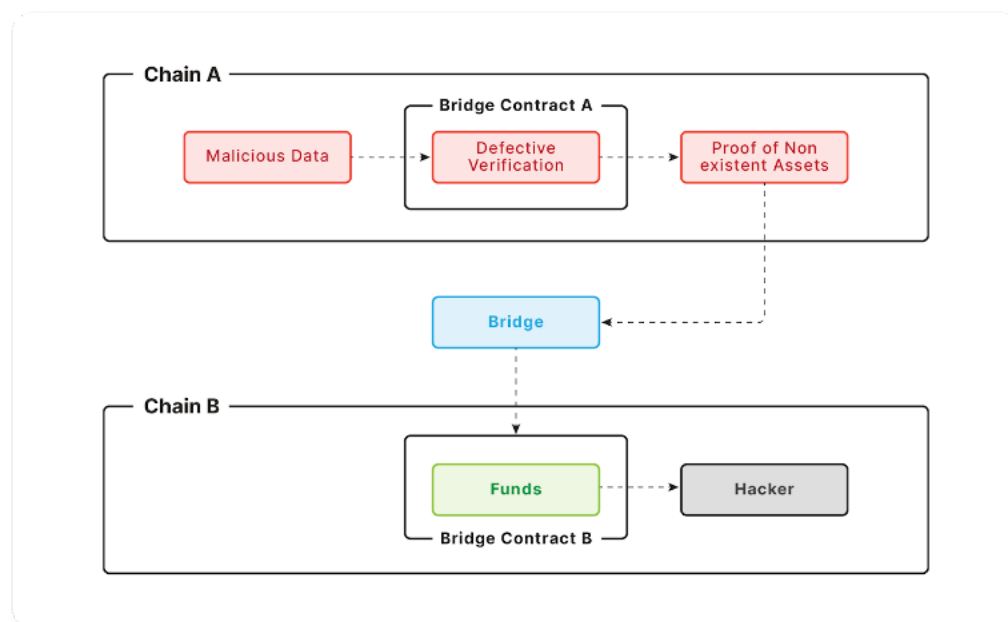 Chain A
Bridge Contract A
Malicious Data
Defective
Verification
Proof of Non
existent Assets
Bridge
Chain B
Funds
Hacker
Bridge Contract B